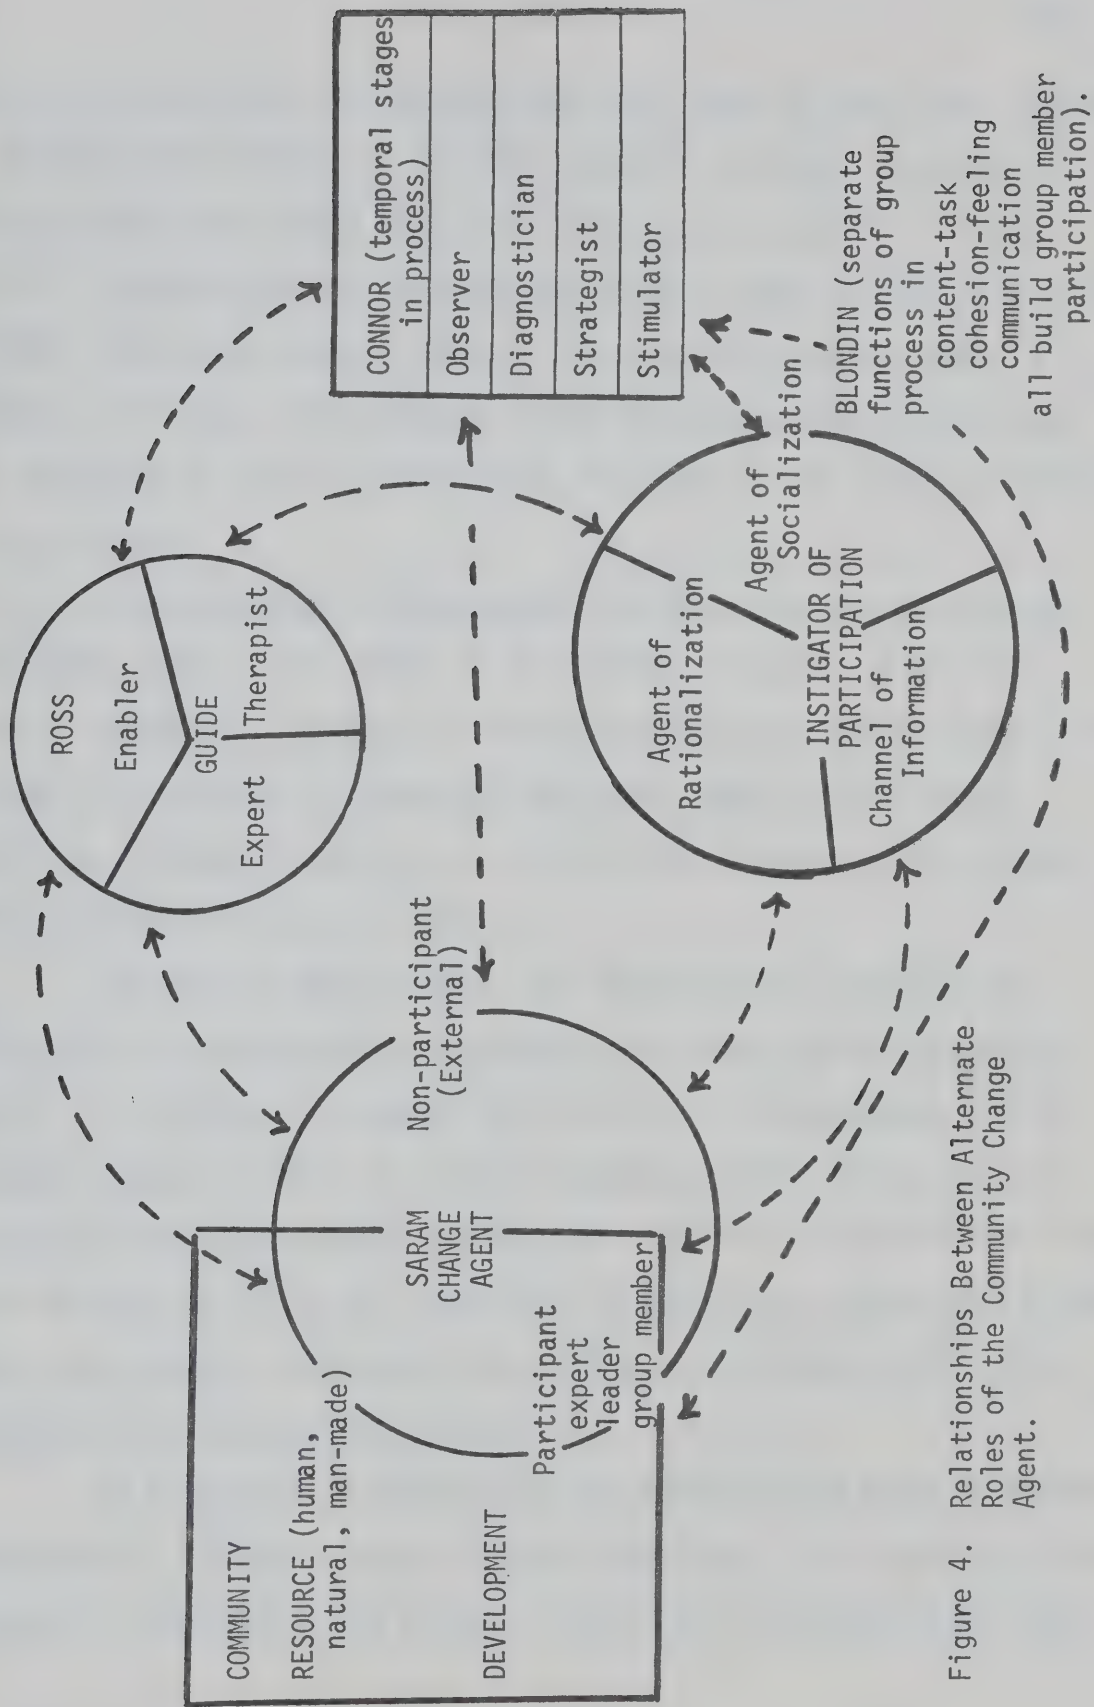 COMMUNITY
RESOURCE (human,
natural, man-made)
DEVELOPMENT
SARAM
CHANGE
AGENT
Participant
expert
leader
group member
Non-participant
(External)
ROSS
Enabler
GUIDE
Expert
Therapist
CONNOR (temporal stages
in process)
Observer
Diagnostician
Strategist
Stimulator
Agent of
Rationalization
Agent of
Socialization
INSTIGATOR OF
PARTICIPATION
Channel of
Information
BLONDIN (separate
functions of group
process in
content-task
cohesion-feeling
communication
all build group member
participation).
Figure 4. Relationships Between Alternate
Roles of the Community Change
Agent.